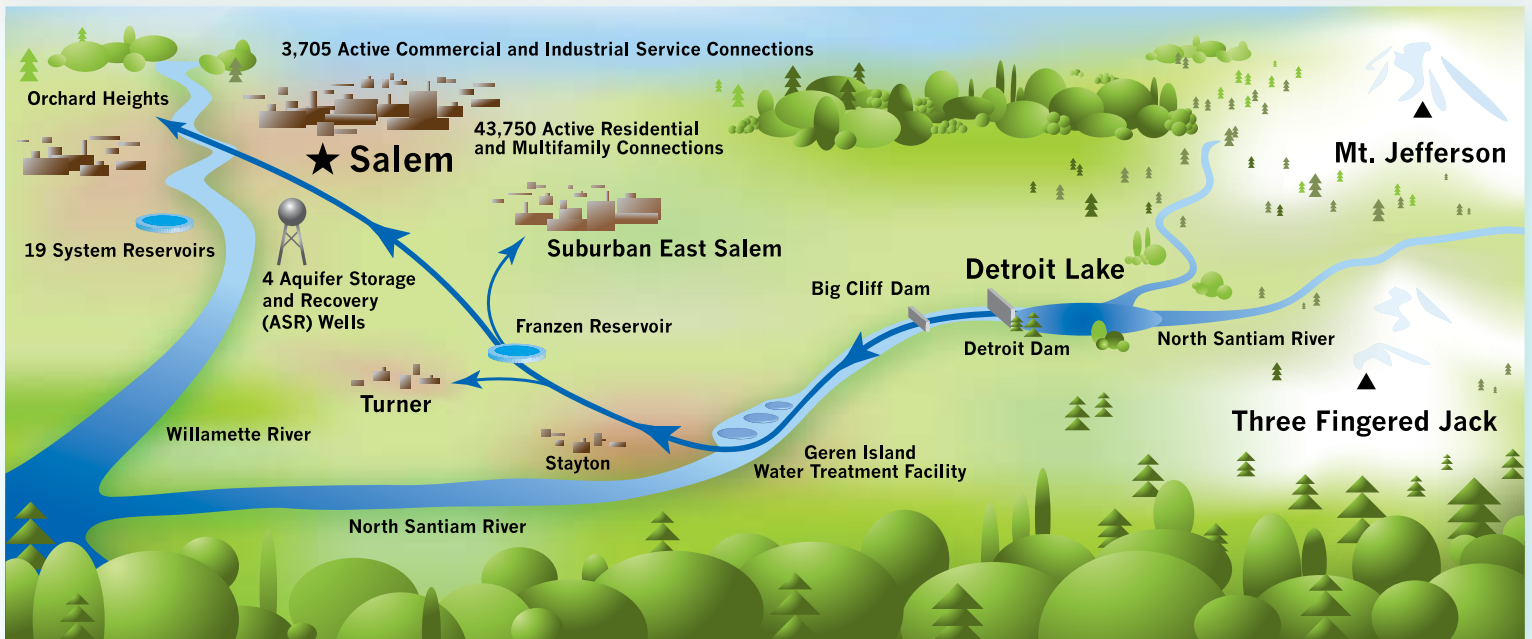 3,705 Active Commercial and Industrial Service Connections
Orchard Heights
43,750 Active Residential
and Multifamily Connections
Salem
Mt. Jefferson
19 System Reservoirs
Suburban East Salem
4 Aquifer Storage
and Recovery
(ASR) Wells
Detroit Lake
Big Cliff Dam
Franzen Reservoir
Detroit Dam
North Santiam River
Turner
Three Fingered Jack
Willamette River
Stayton
Geren Island
Water Treatment Facility
North Santiam River